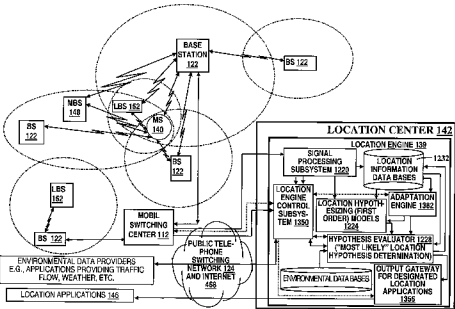 BASE
STATION
122
BS 122
NBS
148
LBS 152
MS
140
BS
122
BS
122
LBS
152
BS 122
MOBIL
SWITCHING
CENTER 112
PUBLIC TELE-
PHONE
SWITCHING
NETWORK 124
AND INTERNET
468
ENVIRONMENTAL DATA PROVIDERS
E.G., APPLICATIONS PROVIDING TRAFFIC
FLOW, WEATHER, ETC.
LOCATION APPLICATIONS 146
LOCATION CENTER 142
LOCATION ENGINE 139
SIGNAL
PROCESSING
SUBSYSTEM 1220
1232
LOCATION
INFORMATION
DATA BASES
LOCATION
ENGINE
CONTROL
SUBSYS-
TEM 1350
LOCATION HYPOTH-
ESIZING (FIRST
ORDER) MODELS
1224
ADAPTATION
ENGINE 1382
HYPOTHESIS EVALUATOR 1228
("MOST LIKELY" LOCATION
HYPOTHESIS DETERMINATION)
ENVIRONMENTAL DATA BASES
OUTPUT GATEWAY
FOR DESIGNATED
LOCATION
APPLICATIONS
1356